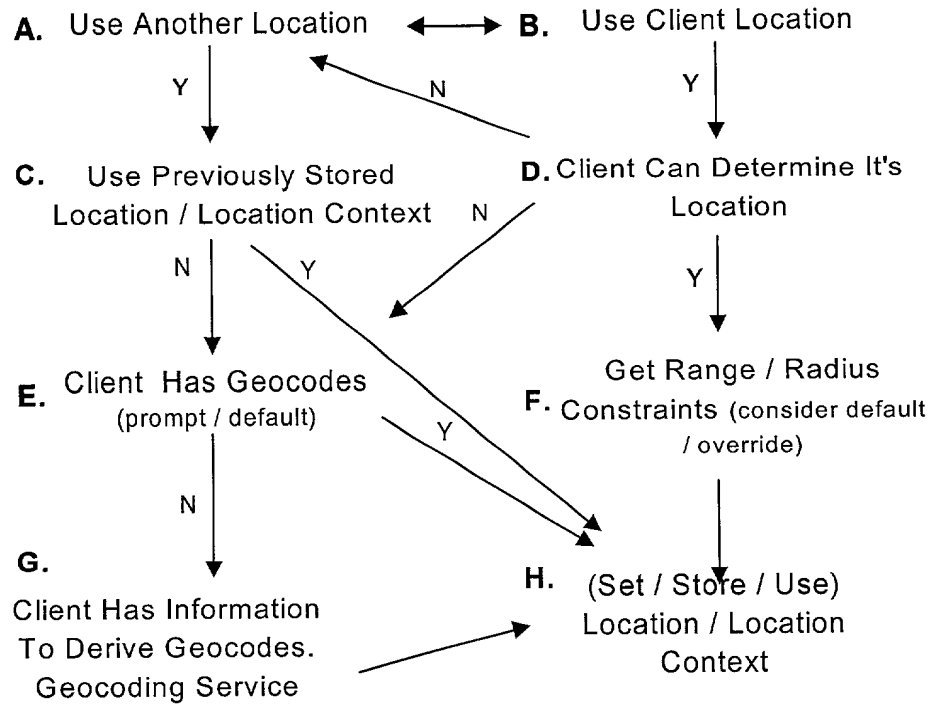 A. Use Another Location
B. Use Client Location
Y
N
Y
C. Use Previously Stored
Location / Location Context
D. Client Can Determine It's
Location
N
N
Y
Y
E. Client Has Geocodes
(prompt / default)
F. Get Range / Radius
Constraints (consider default
/ override)
Y
N
G.
Client Has Information
To Derive Geocodes.
Geocoding Service
H. (Set / Store / Use)
Location / Location
Context